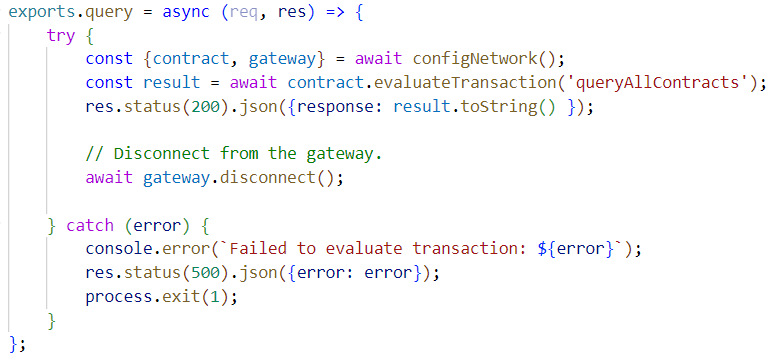 exports.query = async (req, res) => {
    try {
        const {contract, gateway} = await configNetwork();
        const result = await contract.evaluateTransaction('queryAllContracts');
        res.status(200).json({response: result.toString() });

        // Disconnect from the gateway.
        await gateway.disconnect();

    } catch (error) {
        console.error(`Failed to evaluate transaction: ${error}`);
        res.status(500).json({error: error});
        process.exit(1);
    }
};